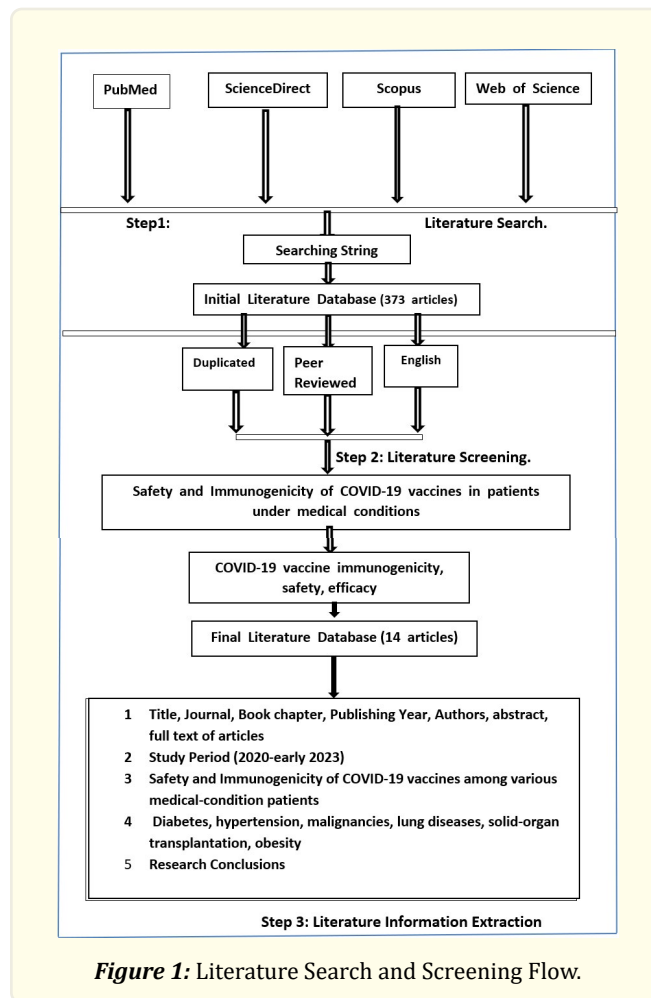 PubMed
ScienceDirect
Scopus
Web of Science
Step1:
Literature Search.
Searching String
Initial Literature Database (373 articles)
Duplicated
Peer
Reviewed
English
Step 2: Literature Screening.
Safety and Immunogenicity of COVID-19 vaccines in patients
under medical conditions
COVID-19 vaccine immunogenicity,
safety, efficacy
Final Literature Database (14 articles)
1 Title, Journal, Book chapter, Publishing Year, Authors, abstract,
full text of articles
2 Study Period (2020-early 2023)
3 Safety and Immunogenicity of COVID-19 vaccines among various
medical-condition patients
4 Diabetes, hypertension, malignancies, lung diseases, solid-organ
transplantation, obesity
5 Research Conclusions
Step 3: Literature Information Extraction
Figure 1: Literature Search and Screening Flow.